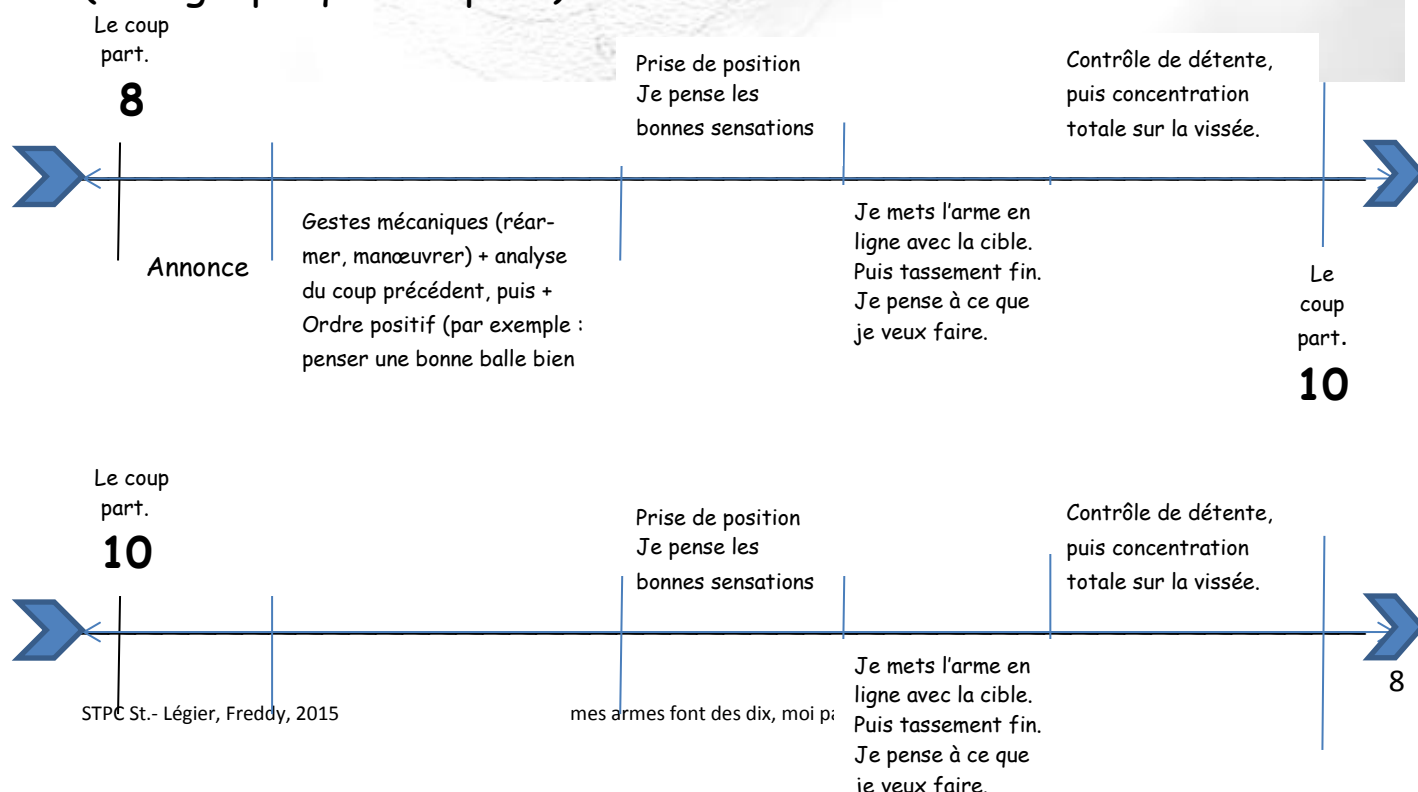 Le coup
part.
8
Prise de position
Je pense les
bonnes sensations
Contrôle de détente,
puis concentration
totale sur la vissée.
Annonce
Gestes mécaniques (réar-
mer, manœuvrer) + analyse
du coup précédent, puis +
Ordre positif (par exemple :
penser une bonne balle bien
Je mets l'arme en
ligne avec la cible.
Puis tassement fin.
Je pense à ce que
je veux faire.
Le
coup
part.
10
Le coup
part.
10
Prise de position
Je pense les
bonnes sensations
Contrôle de détente,
puis concentration
totale sur la vissée.
Je mets l'arme en
ligne avec la cible.
Puis tassement fin.
Je pense à ce que
je veux faire.
8
STPC St.- Légier, Freddy, 2015
mes armes font des dix, moi